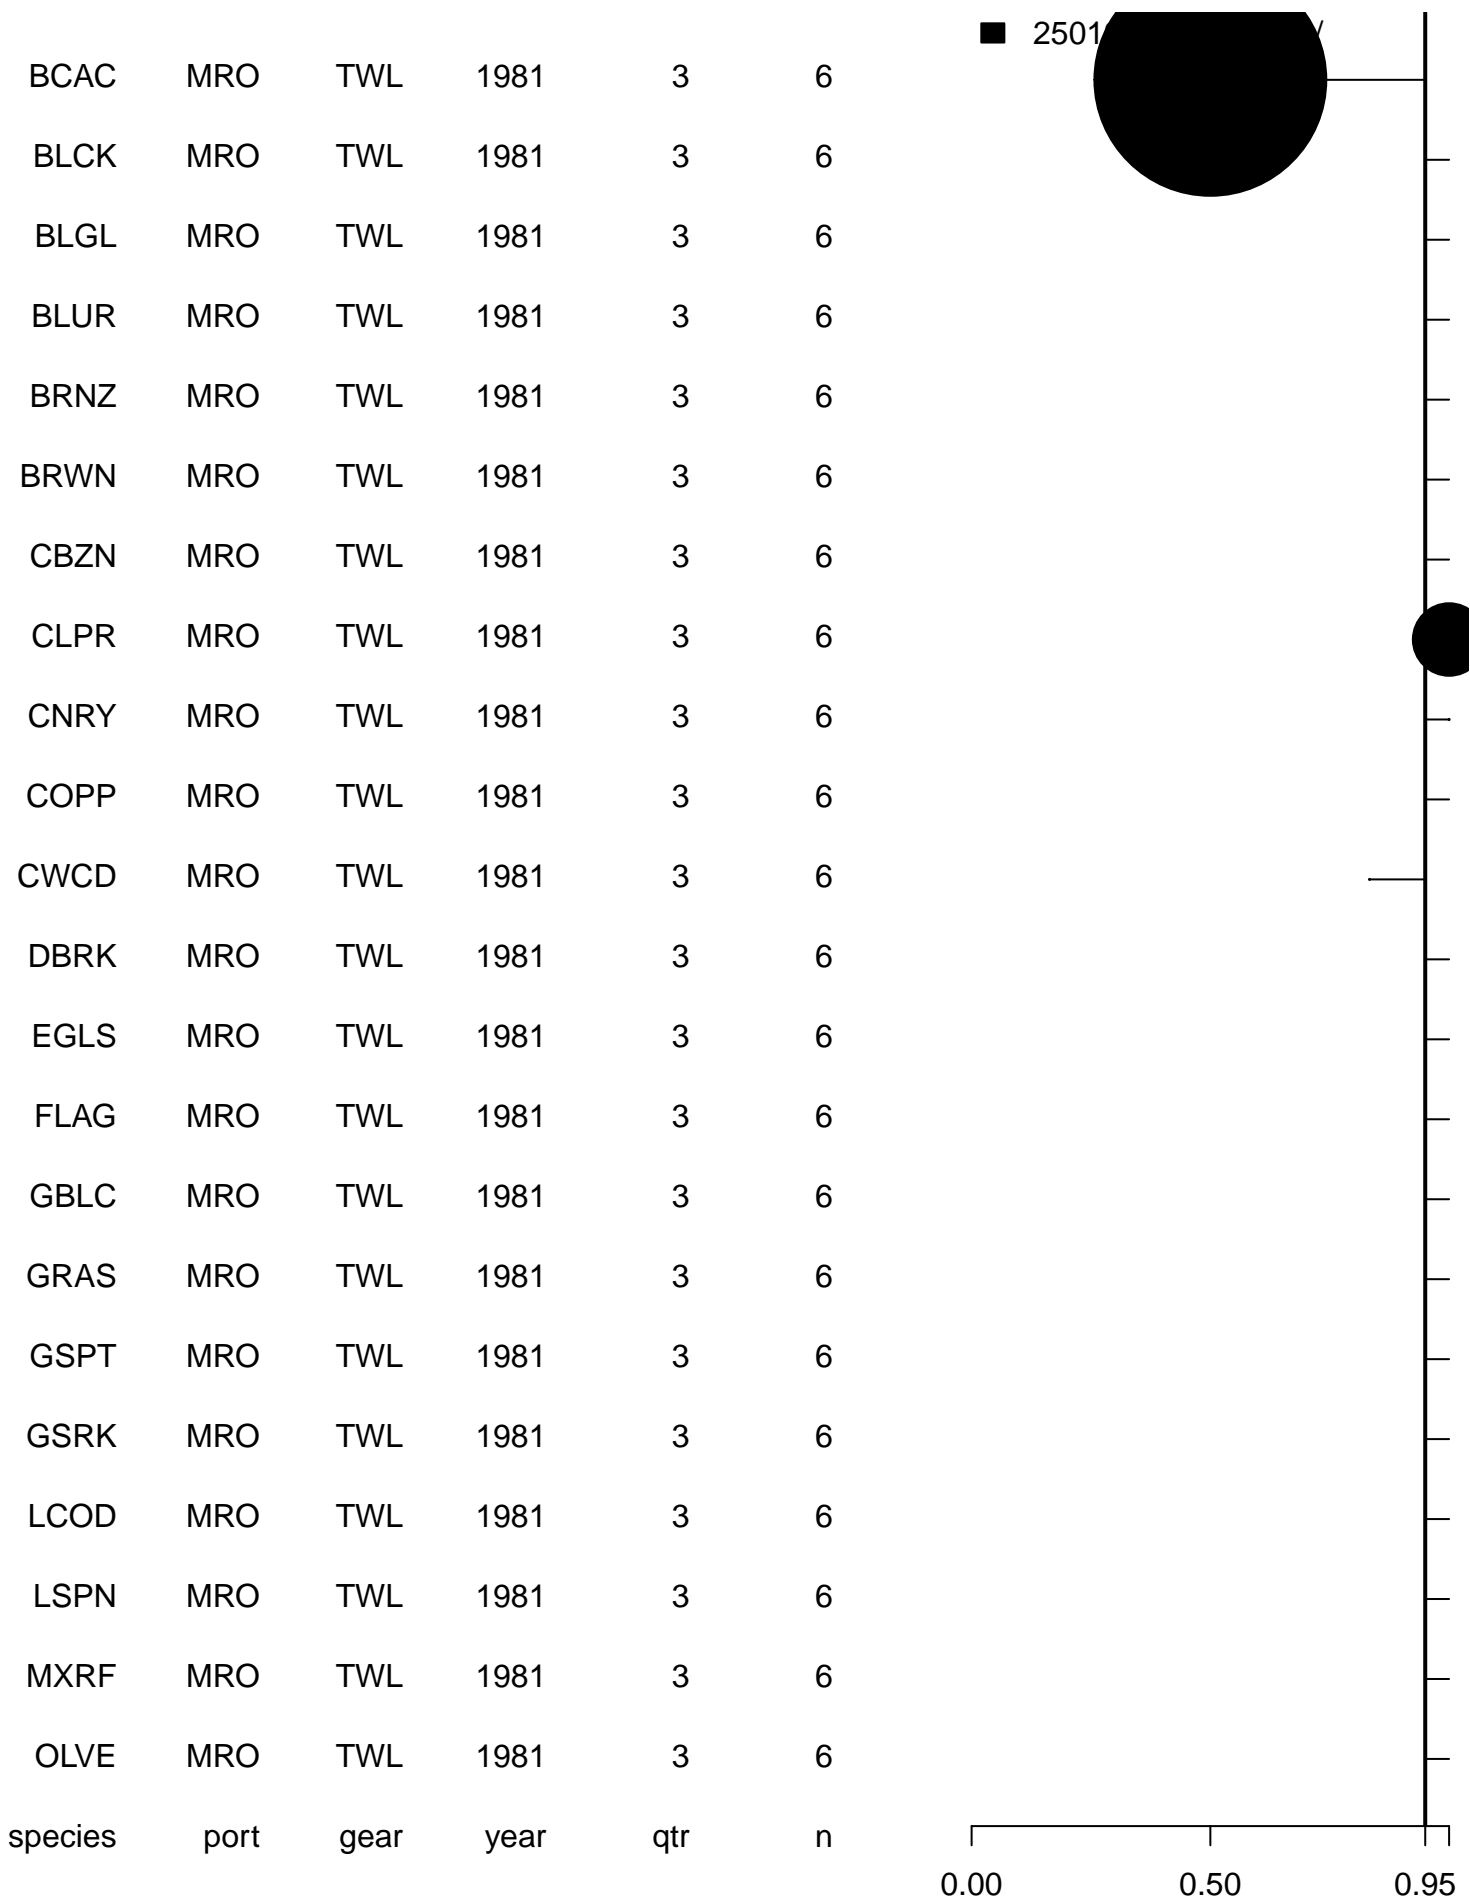 2501
BCAC MRO TWL 1981 3 6
BLCK MRO TWL 1981 3 6
BLGL MRO TWL 1981 3 6
BLUR MRO TWL 1981 3 6
BRNZ MRO TWL 1981 3 6
BRWN MRO TWL 1981 3 6
CBZN MRO TWL 1981 3 6
CLPR MRO TWL 1981 3 6
CNRY MRO TWL 1981 3 6
COPP MRO TWL 1981 3 6
CWCD MRO TWL 1981 3 6
DBRK MRO TWL 1981 3 6
EGLS MRO TWL 1981 3 6
FLAG MRO TWL 1981 3 6
GBLC MRO TWL 1981 3 6
GRAS MRO TWL 1981 3 6
GSPT MRO TWL 1981 3 6
GSRK MRO TWL 1981 3 6
LCOD MRO TWL 1981 3 6
LSPN MRO TWL 1981 3 6
MXRF MRO TWL 1981 3 6
OLVE MRO TWL 1981 3 6
species port gear year qtr n
0.00 0.50 0.95